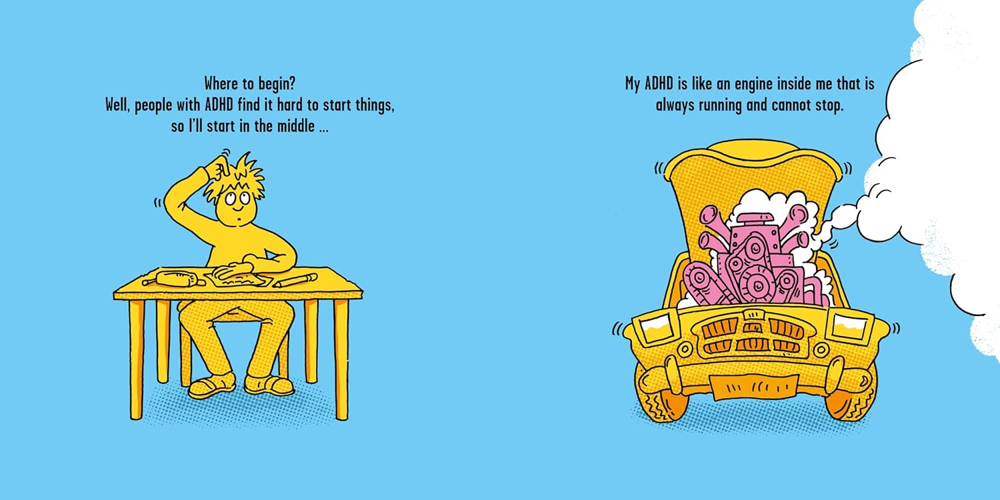 Where to begin?
Well, people with ADHD find it hard to start things,
so I'll start in the middle ...
My ADHD is like an engine inside me that is
always running and cannot stop.